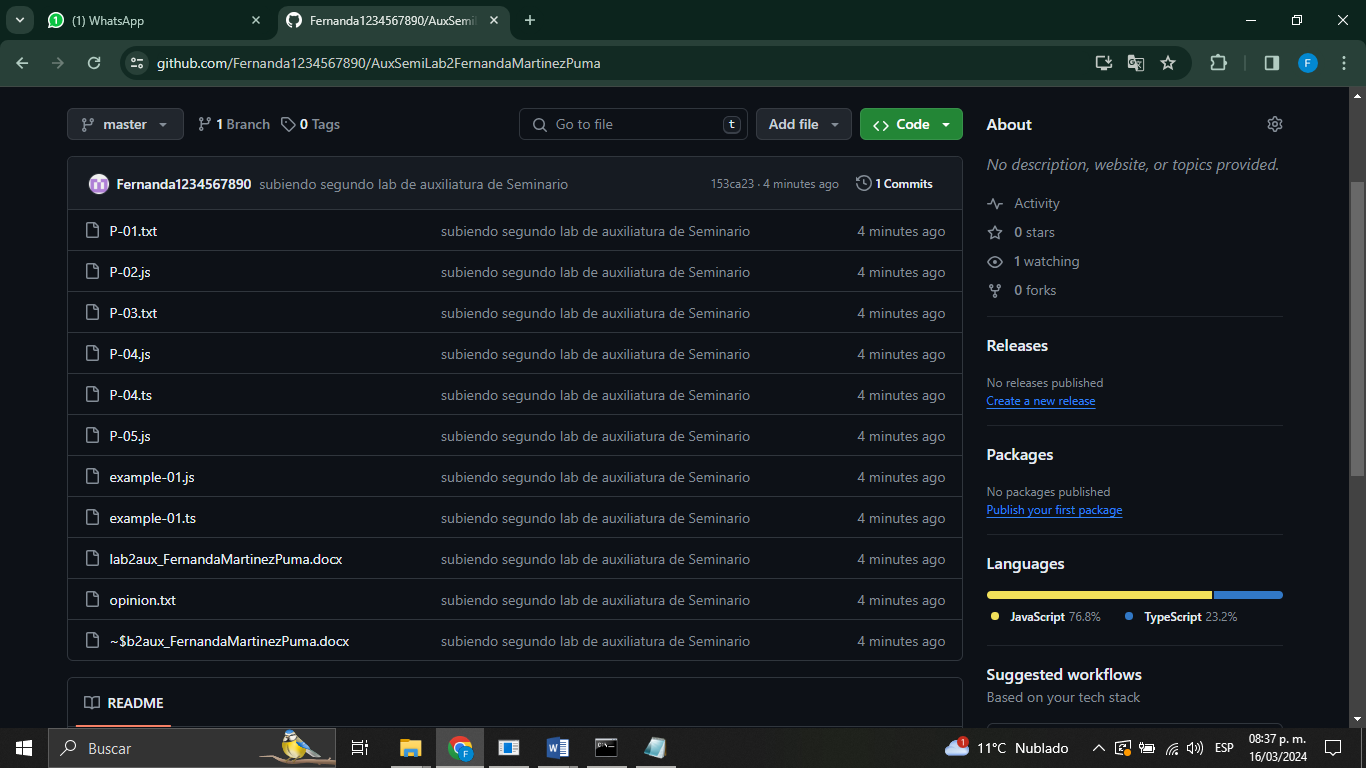 (1) WhatsApp
Fernanda1234567890/AuxSemiL
github.com/Fernanda1234567890/AuxSemiLab2FernandaMartinezPuma
F
master
1 Branch
0 Tags
Go to file
t
Add file
<> Code
Fernanda1234567890 subiendo segundo lab de auxiliatura de Seminario 153ca23 · 4 minutes ago 1 Commits
P-01.txt subiendo segundo lab de auxiliatura de Seminario 4 minutes ago
P-02.js subiendo segundo lab de auxiliatura de Seminario 4 minutes ago
P-03.txt subiendo segundo lab de auxiliatura de Seminario 4 minutes ago
P-04.js subiendo segundo lab de auxiliatura de Seminario 4 minutes ago
P-04.ts subiendo segundo lab de auxiliatura de Seminario 4 minutes ago
P-05.js subiendo segundo lab de auxiliatura de Seminario 4 minutes ago
example-01.js subiendo segundo lab de auxiliatura de Seminario 4 minutes ago
example-01.ts subiendo segundo lab de auxiliatura de Seminario 4 minutes ago
lab2aux_FernandaMartinezPuma.docx subiendo segundo lab de auxiliatura de Seminario 4 minutes ago
opinion.txt subiendo segundo lab de auxiliatura de Seminario 4 minutes ago
~$b2aux_FernandaMartinezPuma.docx subiendo segundo lab de auxiliatura de Seminario 4 minutes ago
README
About
No description, website, or topics provided.
Activity
0 stars
1 watching
0 forks
Releases
No releases published
Create a new release
Packages
No packages published
Publish your first package
Languages
JavaScript 76.8% TypeScript 23.2%
Suggested workflows
Based on your tech stack
Buscar
1
11°C Nublado
ESP
08:37 p. m.
16/03/2024